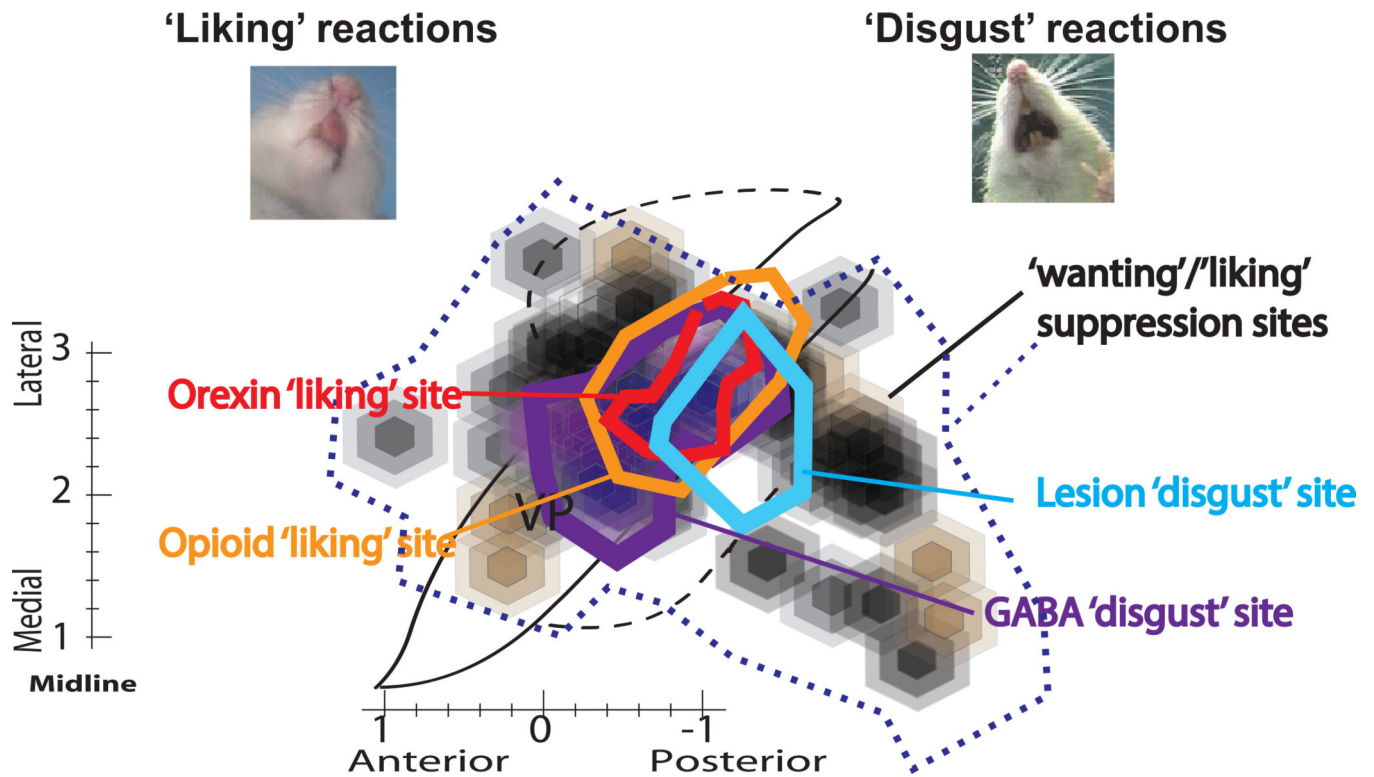 ‘Liking’ reactions
‘Disgust’ reactions
‘wanting’/’liking’
suppression sites
Lateral
3
Orexin ‘liking’ site
2
Lesion ‘disgust’ site
VP
Opioid ‘liking’ site
GABA ‘disgust’ site
Medial
1
Midline
1
0
-1
Anterior
Posterior